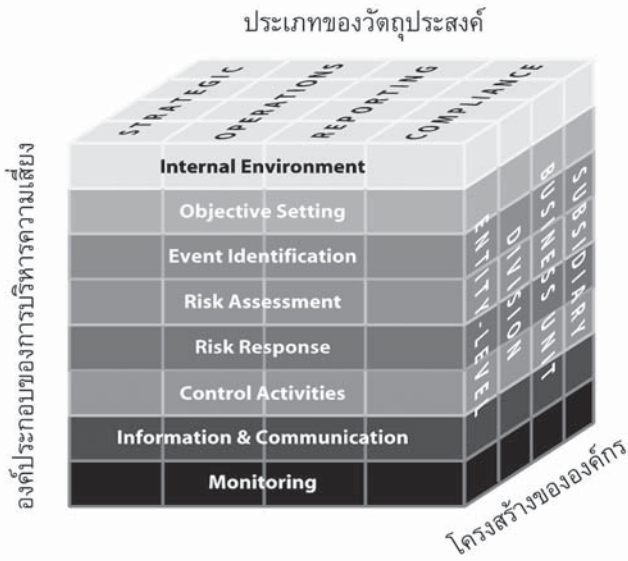 ประเภทของวัตถุประสงค์
STRATEGIC
OPERATIONS
REPORTING
COMPLIANCE
องค์ประกอบของการบริหารความเสี่ยง
Internal Environment
Objective Setting
Event Identification
Risk Assessment
Risk Response
Control Activities
Information & Communication
Monitoring
ENTITY-LEVEL
DIVISION
BUSINESS UNIT
SUBSIDIARY
โครงสร้างขององค์กร